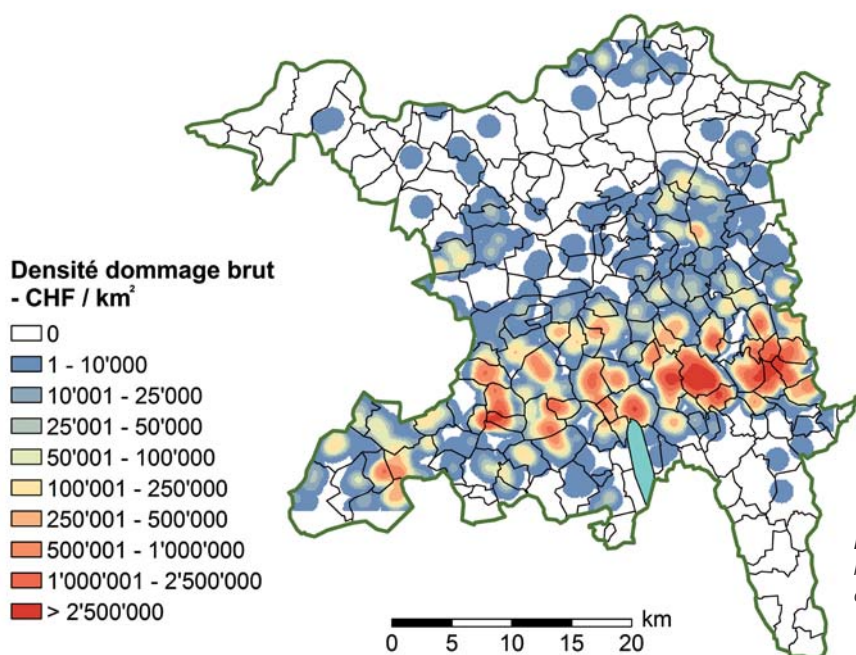 Densité dommage brut
- CHF / km²
0
1 - 10'000
10'001 - 25'000
25'001 - 50'000
50'001 - 100'000
100'001 - 250'000
250'001 - 500'000
500'001 - 1'000'000
1'000'001 - 2'500'000
> 2'500'000
km
0 5 10 15 20